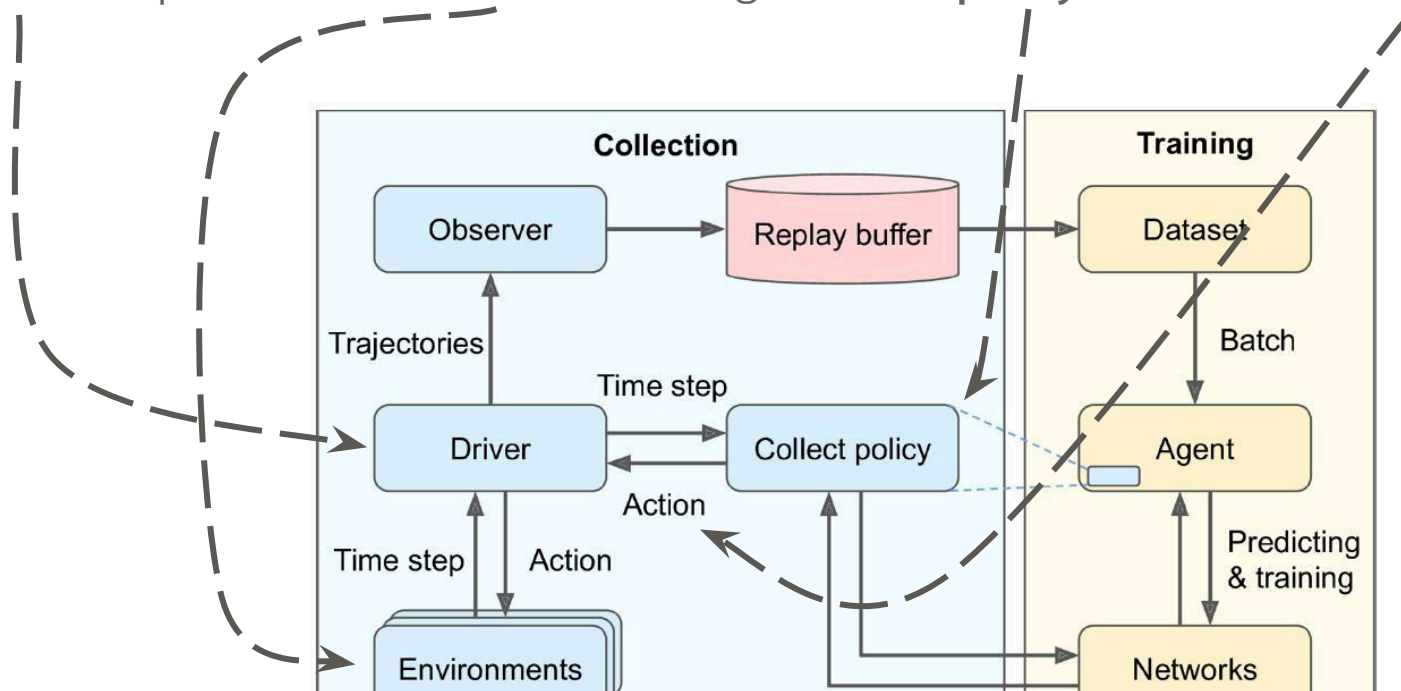 Collection
Training
Observer
Replay buffer
Dataset
Trajectories
Batch
Time step
Driver
Collect policy
Agent
Action
Time step
Action
Predicting
& training
Environments
Networks